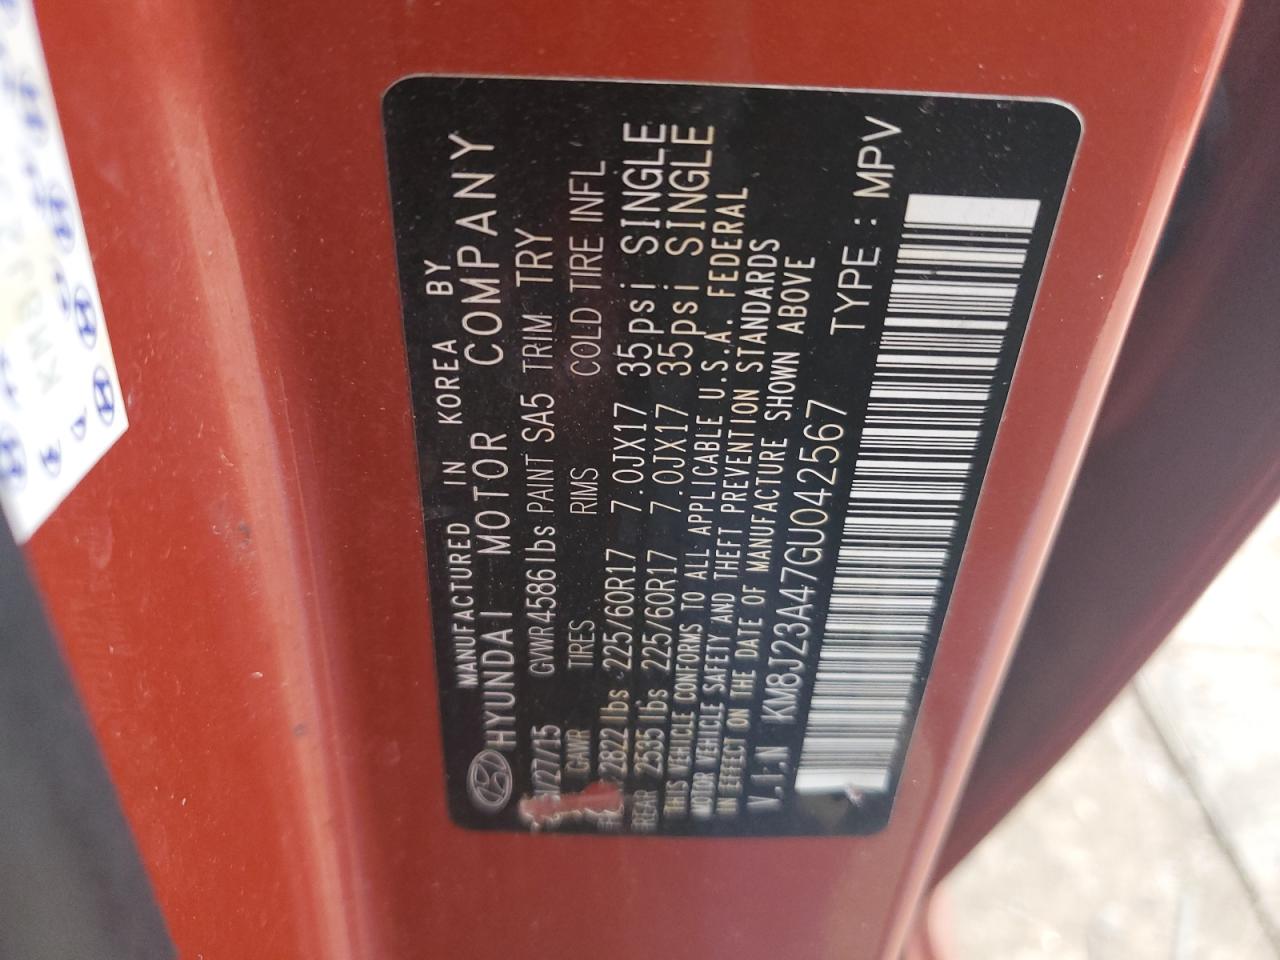 MANUFACTURED IN KOREA BY
HYUNDAI MOTOR COMPANY
/27/15 GVWR 4586 lbs PAINT SA5 TRIM TRY
GAWR TIRES RIMS COLD TIRE INFL
2822 lbs 225/60R17 7.0JX17 35psi SINGLE
REAR 2535 lbs 225/60R17 7.0JX17 35psi SINGLE
THIS VEHICLE CONFORMS TO ALL APPLICABLE U.S.A. FEDERAL
MOTOR VEHICLE SAFETY AND THEFT PREVENTION STANDARDS
IN EFFECT ON THE DATE OF MANUFACTURE SHOWN ABOVE
V.I.N KM8J23A47GU042567 TYPE : MPV